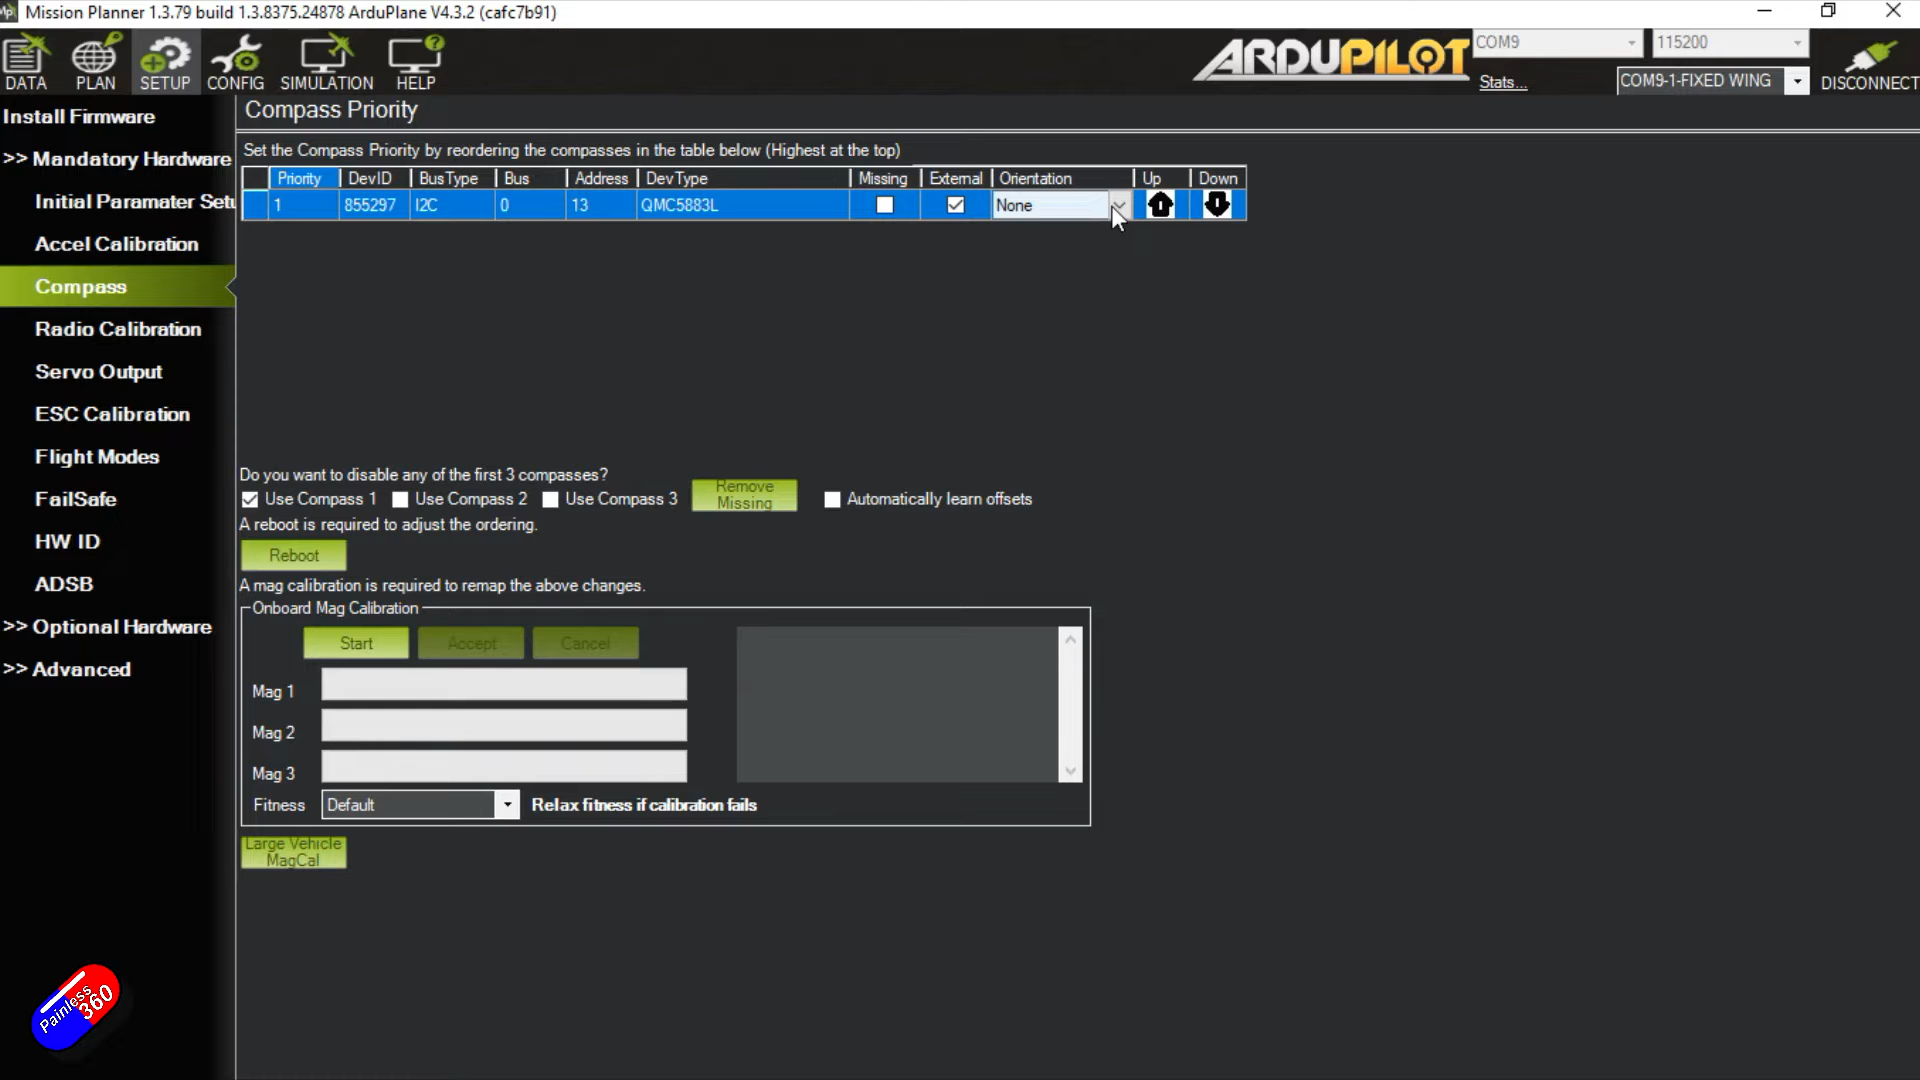 Mission Planner 1.3.79 build 1.3.8375.24878 ArduPlane V4.3.2 (cafc7b91)
DATA PLAN SETUP CONFIG SIMULATION HELP
ARDUPILOT
COM9 115200
Stats... COM9-1-FIXED WING DISCONNECT
Install Firmware
>> Mandatory Hardware
Initial Paramater Setu
Accel Calibration
Compass
Radio Calibration
Servo Output
ESC Calibration
Flight Modes
FailSafe
HW ID
ADSB
>> Optional Hardware
>> Advanced
Compass Priority
Set the Compass Priority by reordering the compasses in the table below (Highest at the top)
Priority DevID BusType Bus Address DevType Missing External Orientation Up Down
1 855297 I2C 0 13 QMC5883L None
Do you want to disable any of the first 3 compasses?
Use Compass 1 Use Compass 2 Use Compass 3 Remove Missing Automatically learn offsets
A reboot is required to adjust the ordering.
Reboot
A mag calibration is required to remap the above changes.
Onboard Mag Calibration
Start Accept Cancel
Mag 1
Mag 2
Mag 3
Fitness Default Relax fitness if calibration fails
Large Vehicle
MagCal
Painless
360